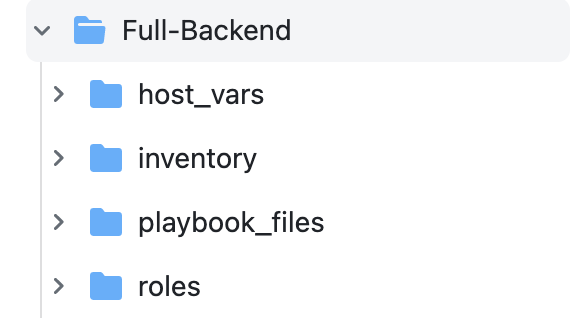 Full-Backend
host_vars
inventory
playbook_files
roles